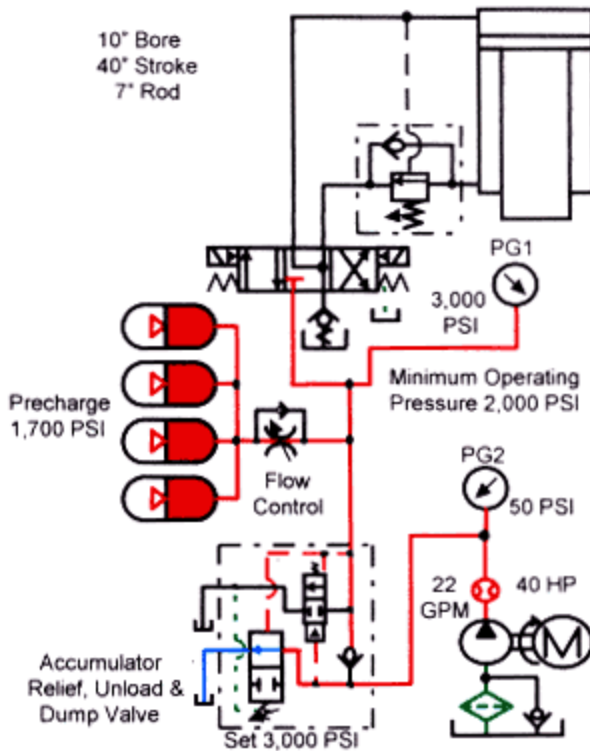 10" Bore
40" Stroke
7" Rod
PG1
3,000
PSI
Minimum Operating
Pressure 2,000 PSI
Precharge
1,700 PSI
Flow
Control
PG2
50 PSI
22
GPM
40 HP
M
Accumulator
Relief, Unload &
Dump Valve
Set 3,000 PSI